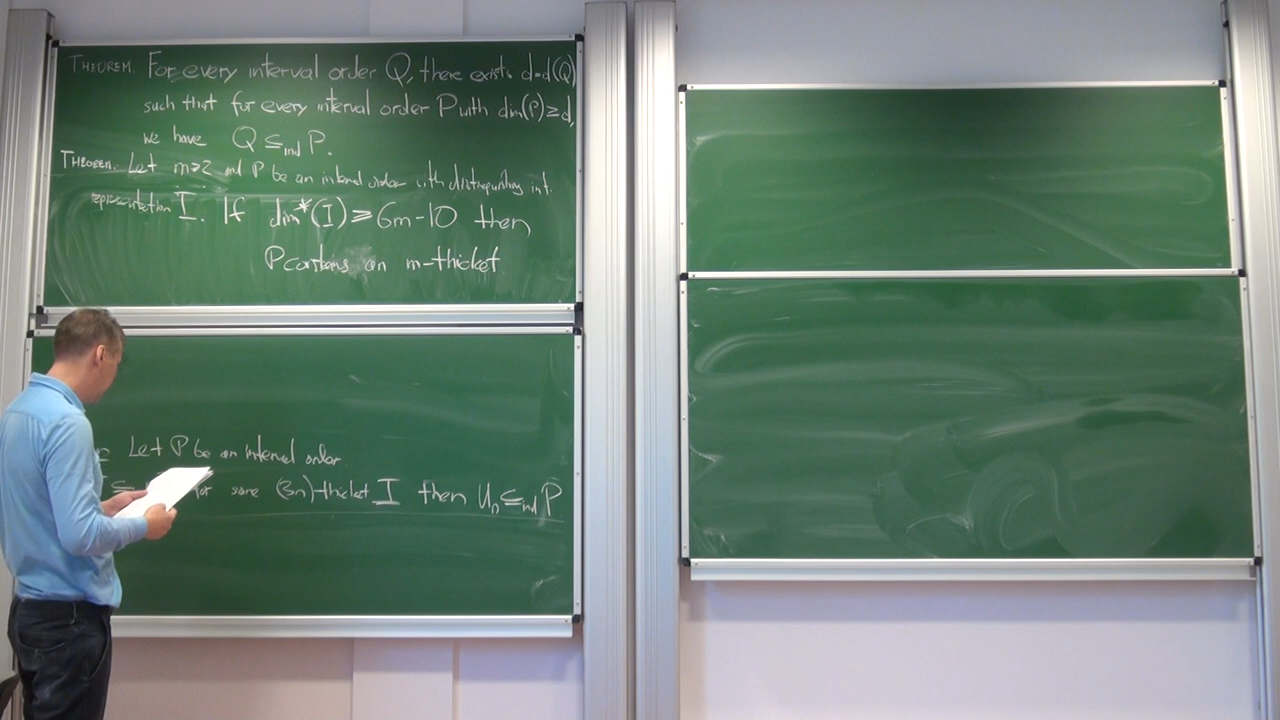 THEOREM. For every interval order Q, there exists d=d(Q)
such that for every interval order P with dim(P)≥d,
we have Q ⊆ind P.
THEOREM. Let m≥2 and P be an interval order with distinguishing int.
representation I. If dim*(I) ≥ 6m-10 then
P contains an m-thicket
Let P be an interval order.
⊆ for some (3n)-thicket I then Un ⊆ind P